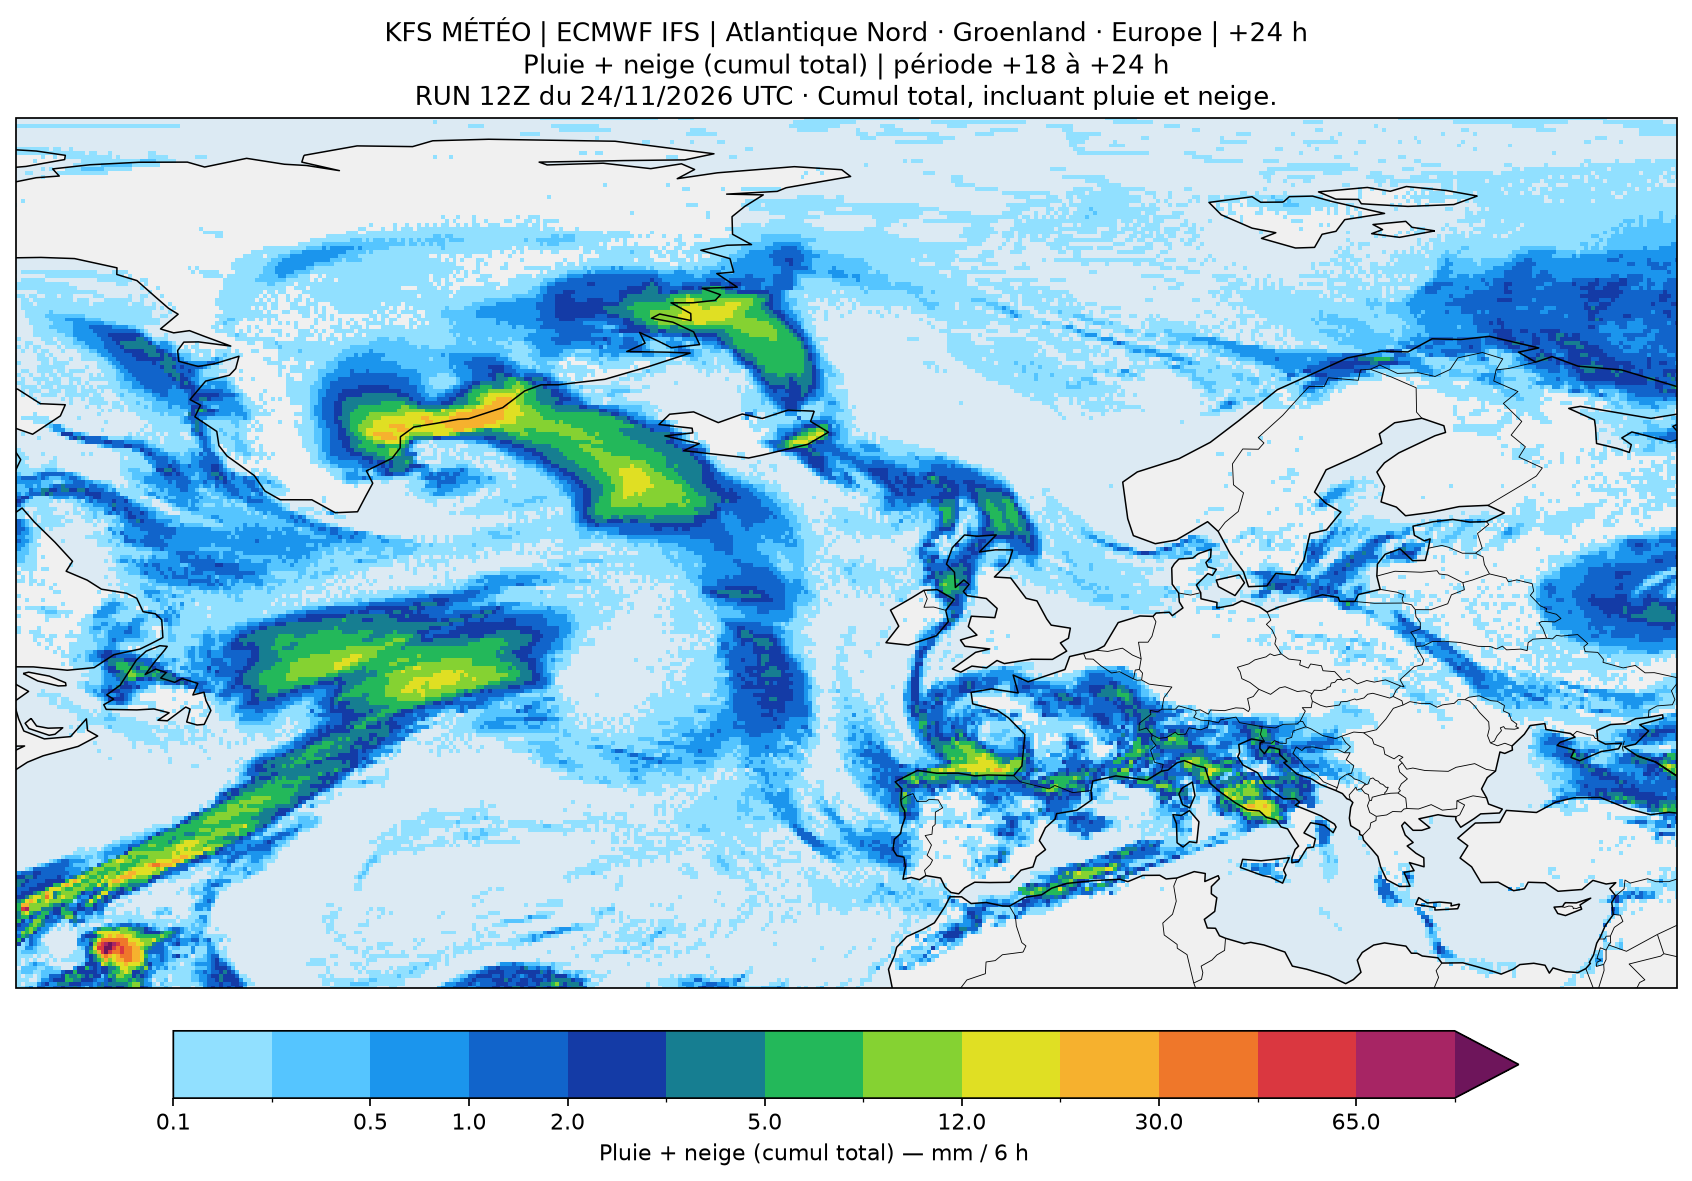 KFS MÉTÉO | ECMWF IFS | Atlantique Nord · Groenland · Europe | +24 h
Pluie + neige (cumul total) | période +18 à +24 h
RUN 12Z du 24/11/2026 UTC · Cumul total, incluant pluie et neige.
0.1 0.5 1.0 2.0 5.0 12.0 30.0 65.0
Pluie + neige (cumul total) — mm / 6 h